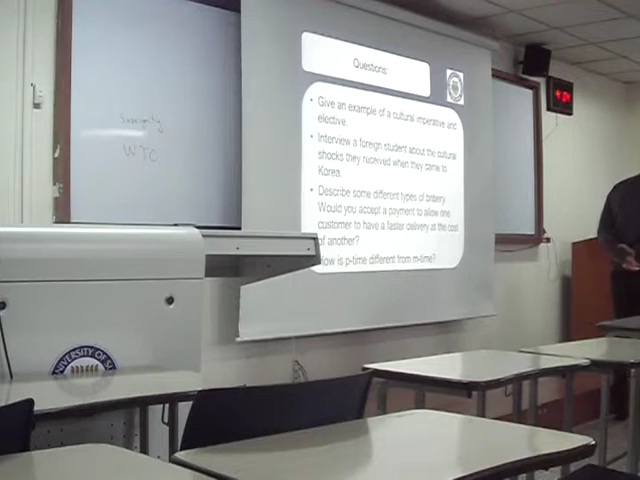 Questions:
• Give an example of a cultural imperative and
elective.
• Interview a foreign student about the cultural
shocks they received when they came to
Korea.
• Describe some different types of bribery.
Would you accept a payment to allow one
customer to have a faster delivery at the cost
of another?
How is p-time different from m-time?
WTO
UNIVERSITY OF